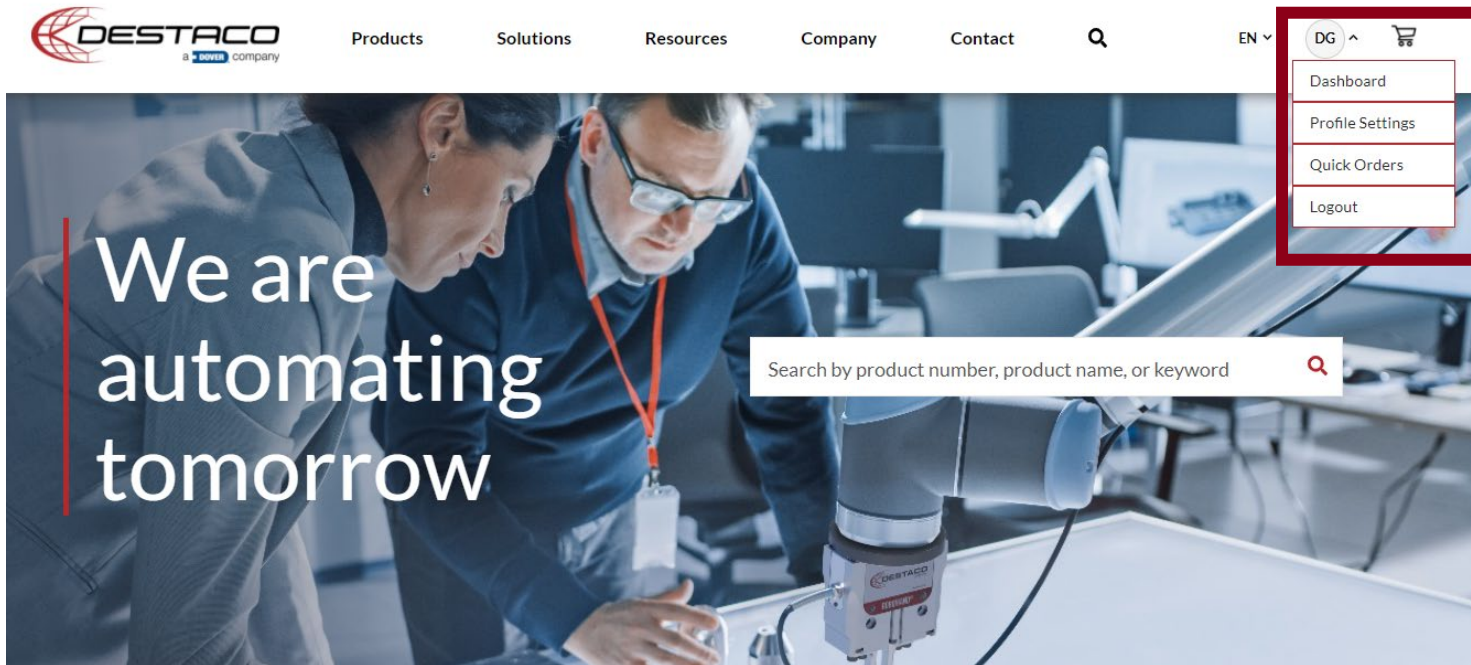 DESTACO
a DOVER company
Products Solutions Resources Company Contact EN DG
Dashboard
Profile Settings
Quick Orders
Logout
We are
automating
tomorrow
Search by product number, product name, or keyword
DESTACO